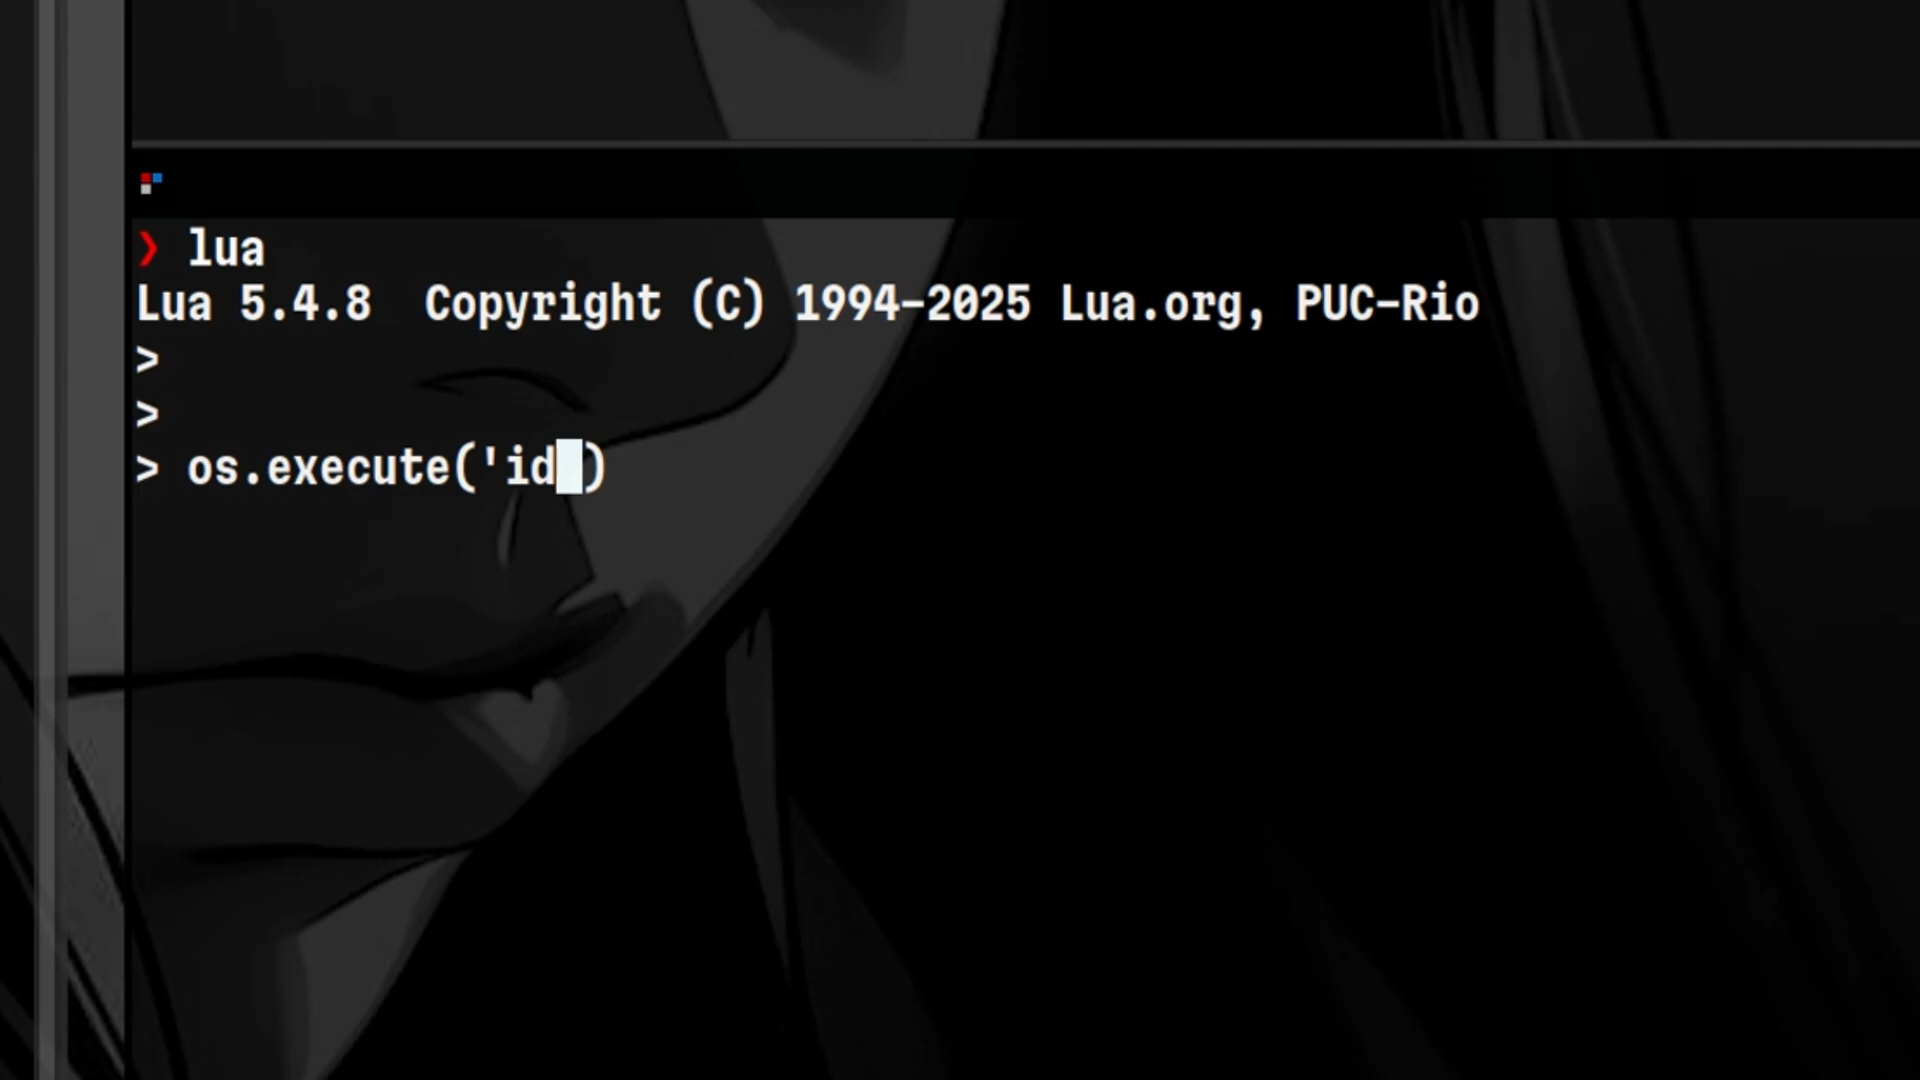 ❯ lua
Lua 5.4.8  Copyright (C) 1994-2025 Lua.org, PUC-Rio
>
>
> os.execute('id )